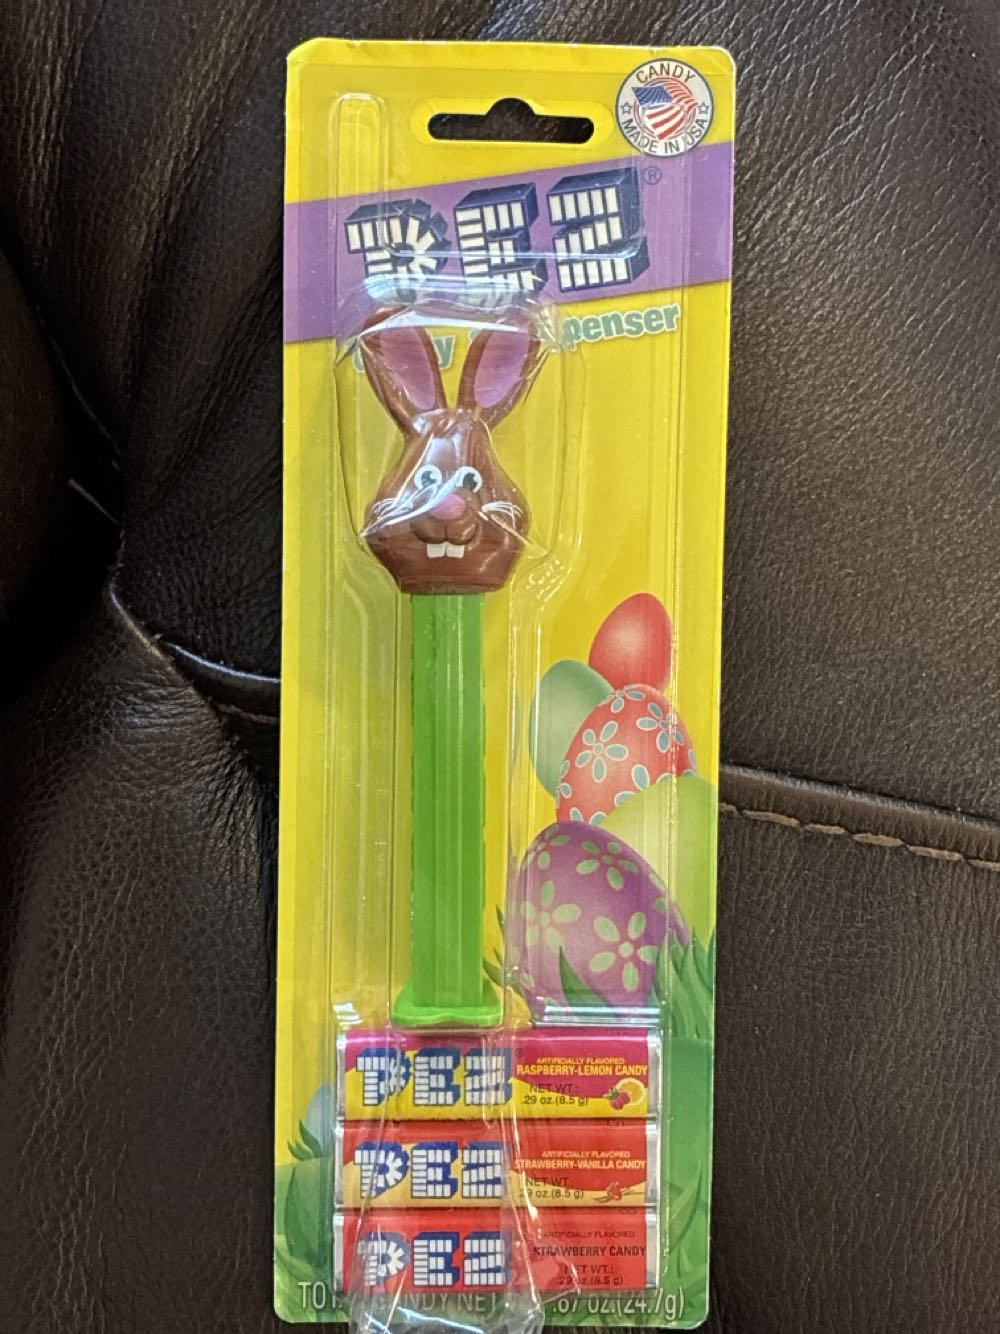 CANDY
MADE IN USA
PEZ®
PEZ®
ARTIFICIALLY FLAVORED
RASPBERRY-LEMON CANDY
NET WT.:
.29 oz.(8.5 g)
PEZ
ARTIFICIALLY FLAVORED
STRAWBERRY-VANILLA CANDY
NET WT.:
.29 oz.(8.5 g)
PEZ
ARTIFICIALLY FLAVORED
STRAWBERRY CANDY
NET WT.:
.29 oz.(8.5 g)
.87 oz.(24.7g)